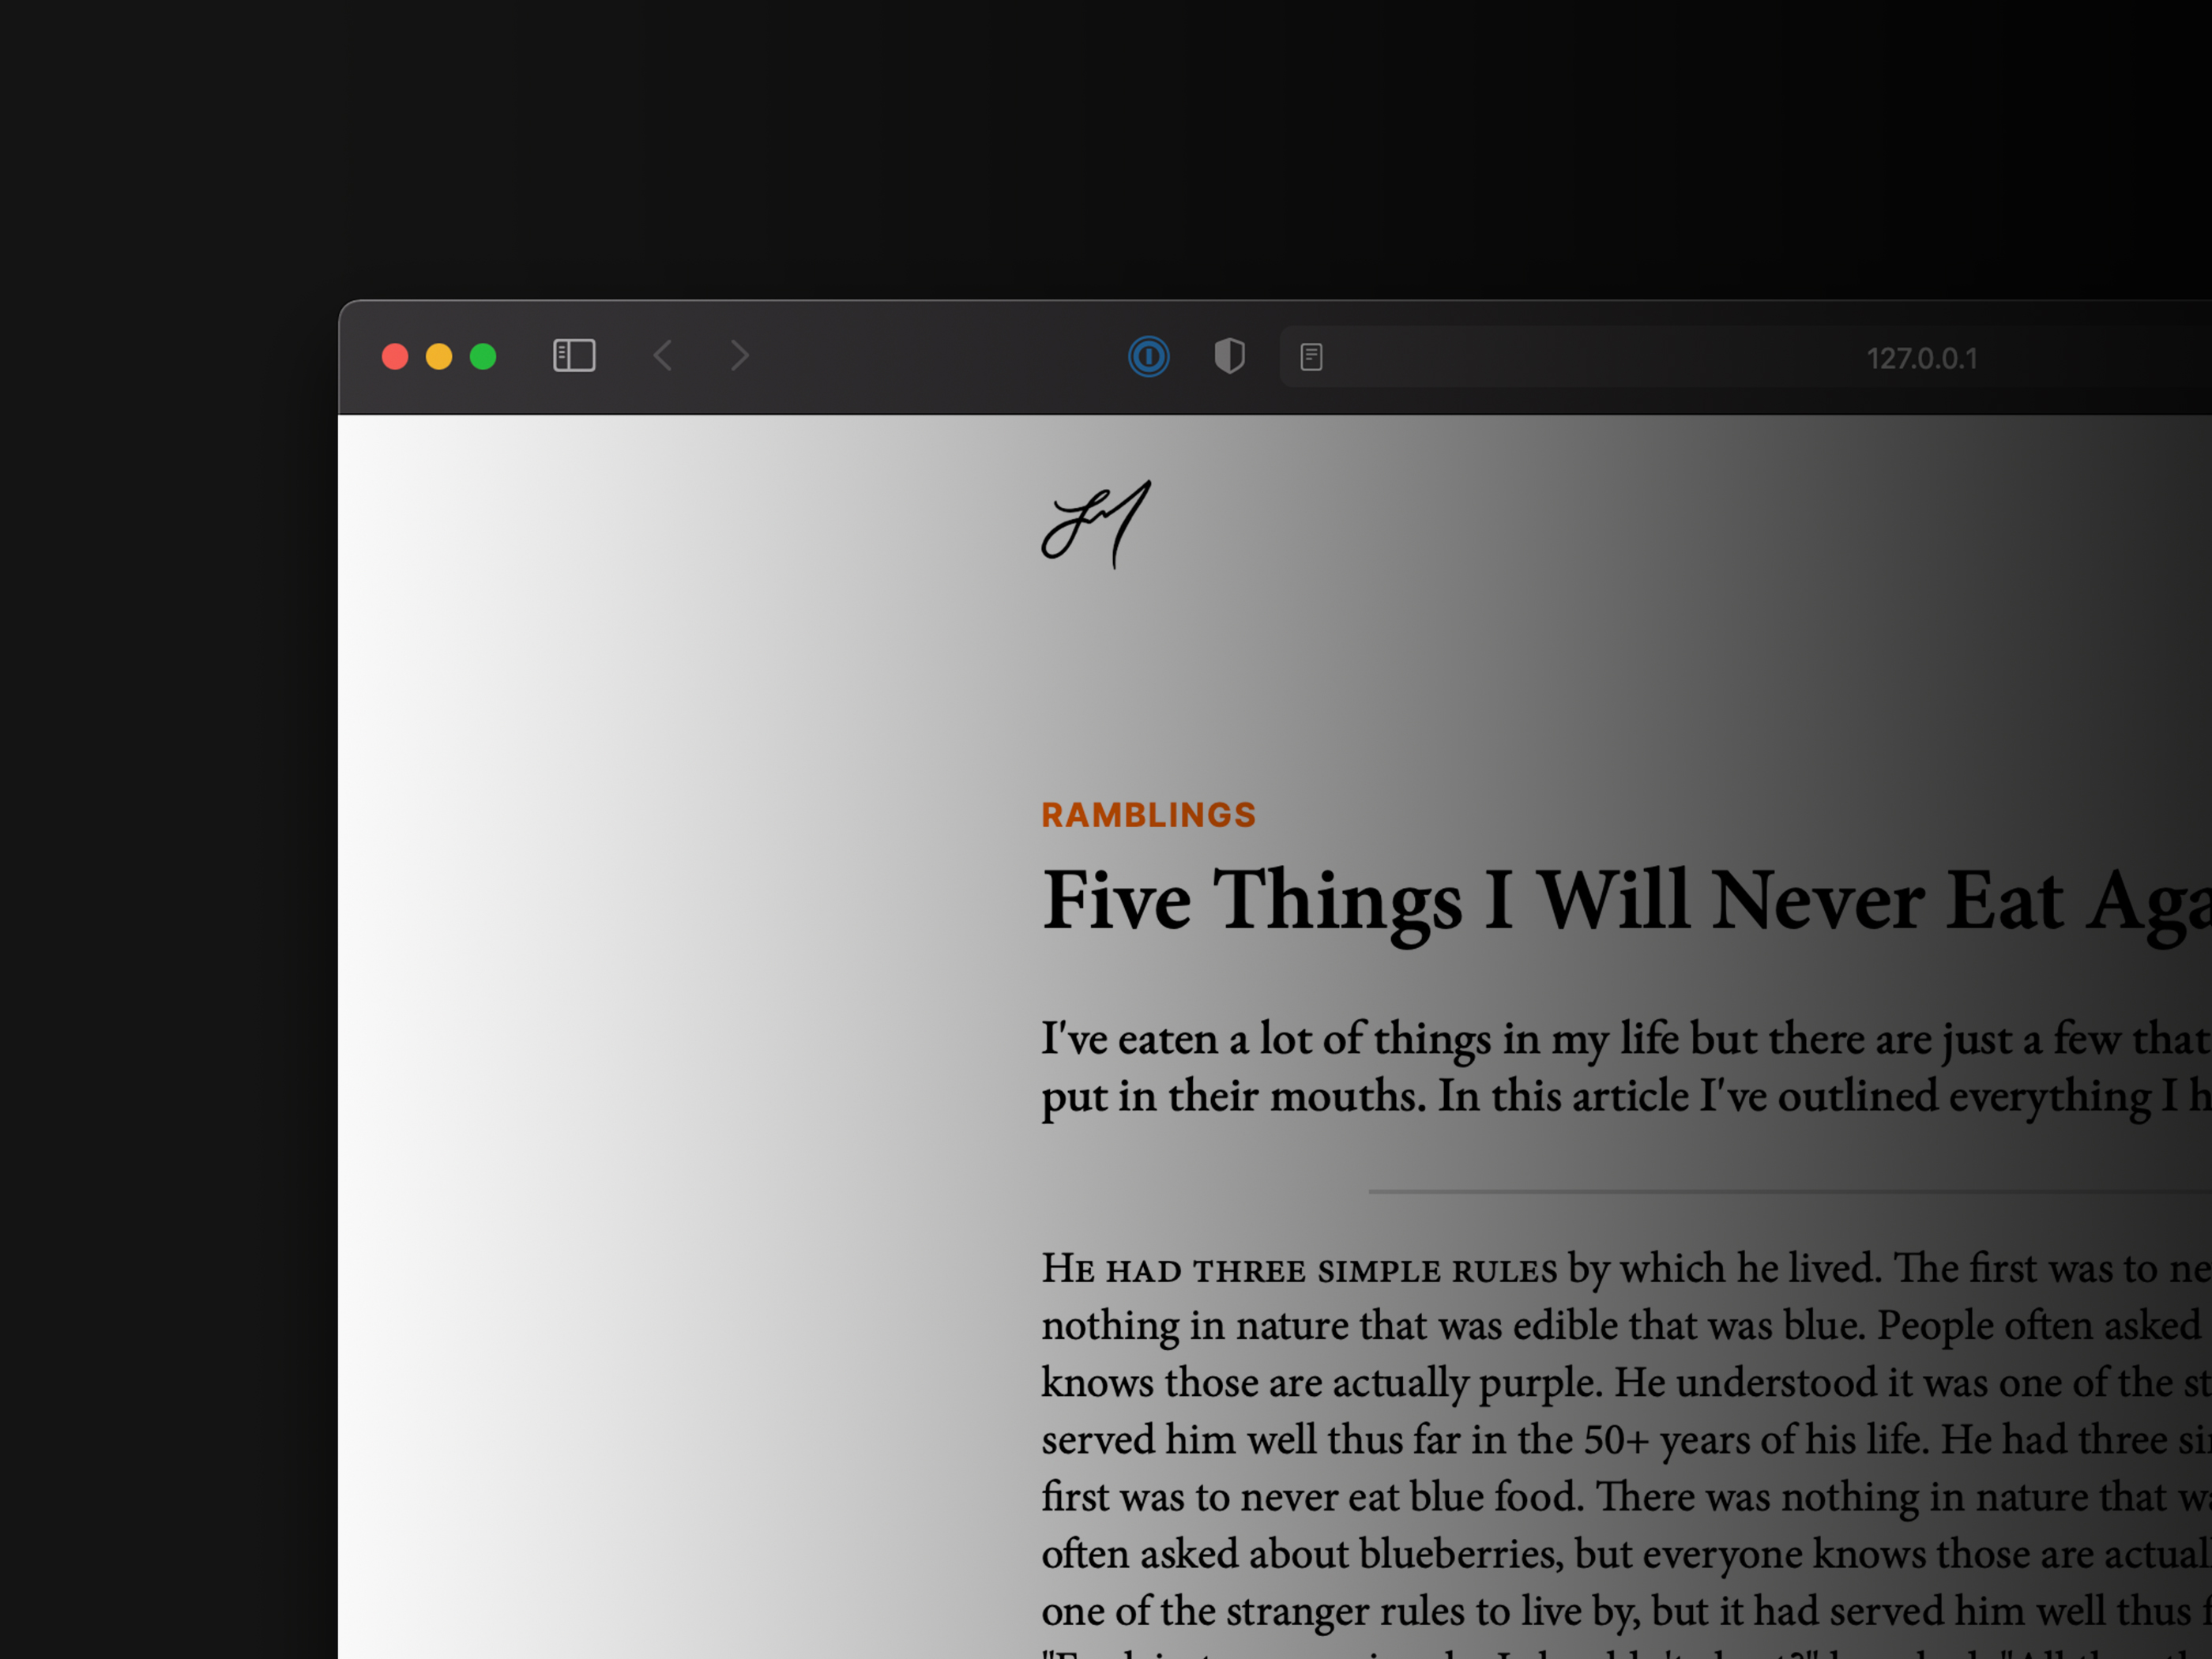 127.0.0.1
RAMBLINGS
Five Things I Will Never Eat Aga
I've eaten a lot of things in my life but there are just a few that
put in their mouths. In this article I've outlined everything I h
HE HAD THREE SIMPLE RULES by which he lived. The first was to ne
nothing in nature that was edible that was blue. People often asked
knows those are actually purple. He understood it was one of the st
served him well thus far in the 50+ years of his life. He had three si
first was to never eat blue food. There was nothing in nature that wa
often asked about blueberries, but everyone knows those are actuall
one of the stranger rules to live by, but it had served him well thus f